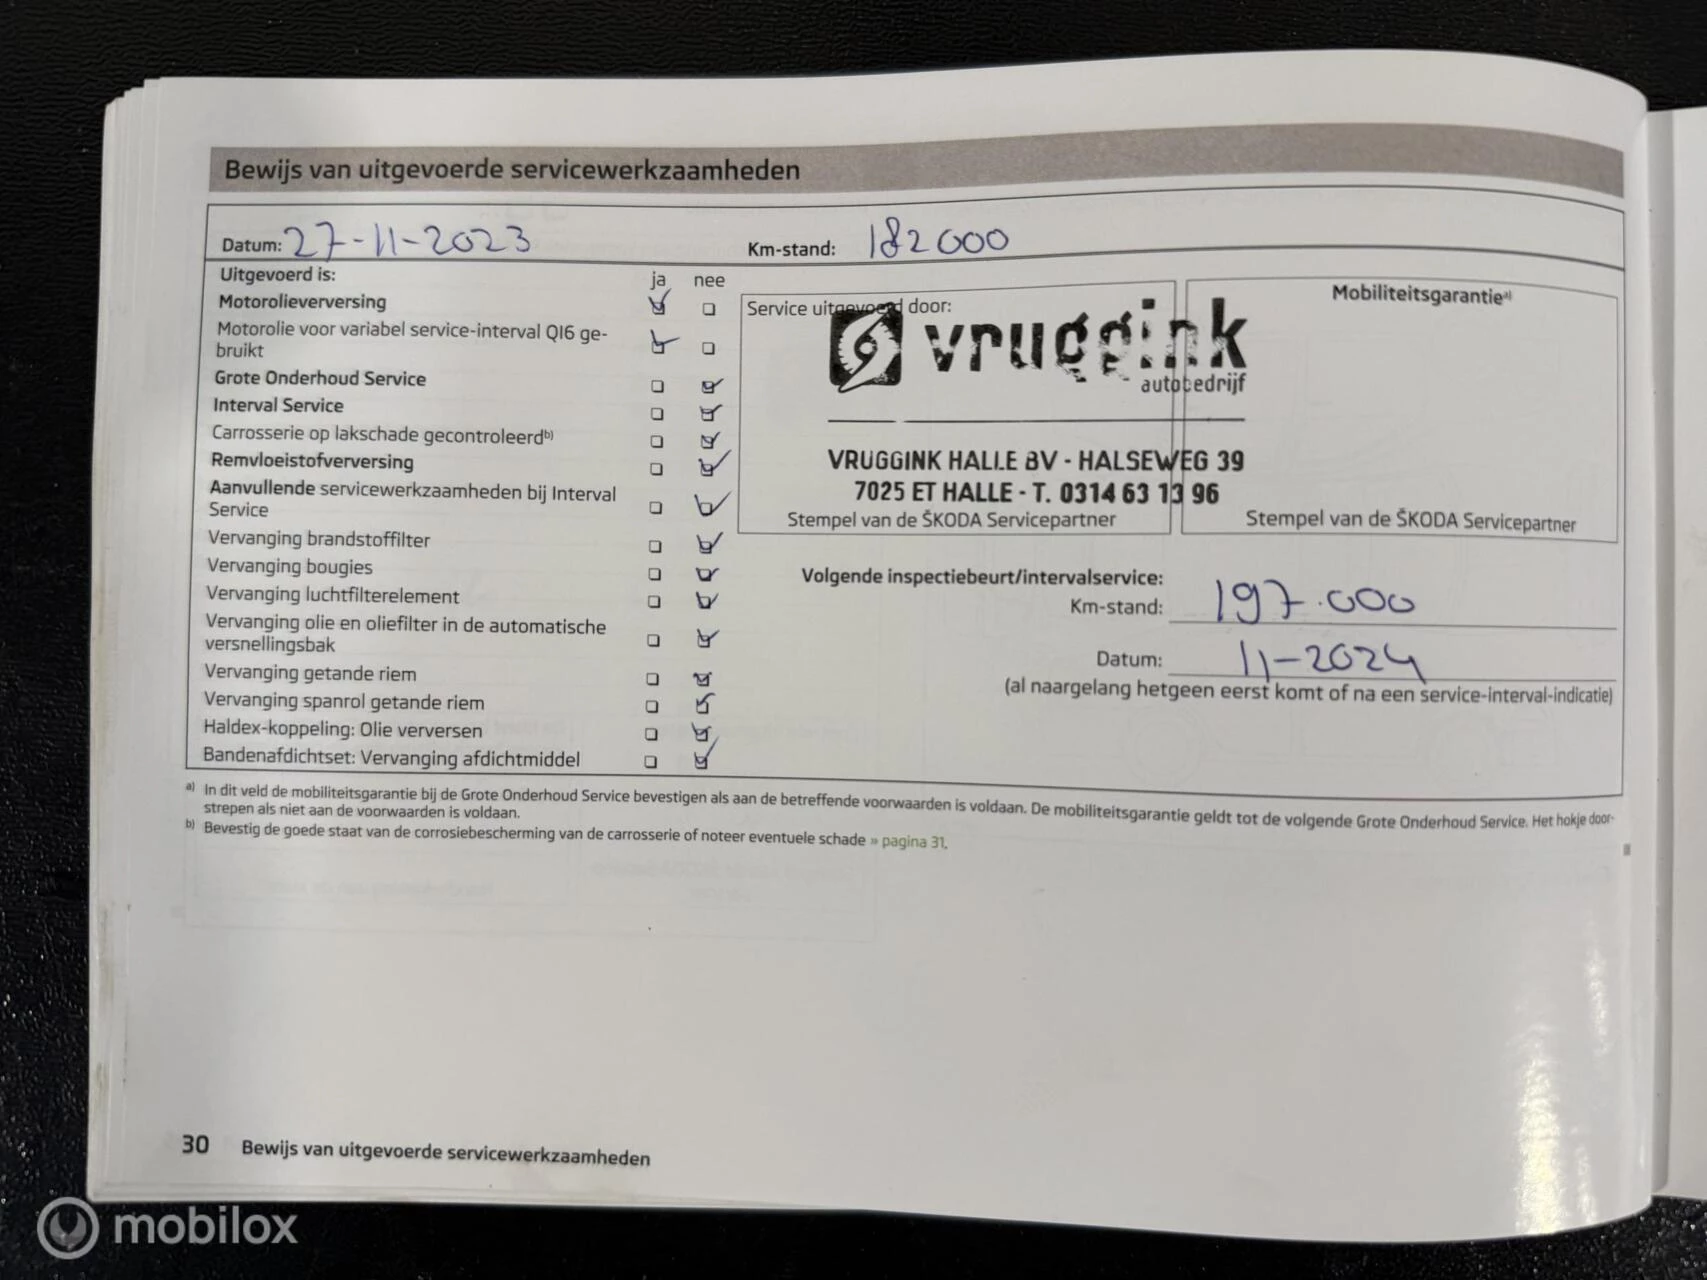 Bewijs van uitgevoerde servicewerkzaamheden
Datum: 27-11-2023 Km-stand: 182000
Uitgevoerd is: ja nee
Motorolieverversing
Motorolie voor variabel service-interval QI6 ge-
bruikt
Grote Onderhoud Service
Interval Service
Carrosserie op lakschade gecontroleerdb)
Remvloeistofverversing
Aanvullende servicewerkzaamheden bij Interval
Service
Vervanging brandstoffilter
Vervanging bougies
Vervanging luchtfilterelement
Vervanging olie en oliefilter in de automatische
versnellingsbak
Vervanging getande riem
Vervanging spanrol getande riem
Haldex-koppeling: Olie verversen
Bandenafdichtset: Vervanging afdichtmiddel
Service uitgevoerd door:
vruggink
autobedrijf
VRUGGINK HALLE BV - HALSEWEG 39
7025 ET HALLE - T. 0314 63 13 96
Stempel van de ŠKODA Servicepartner
Mobiliteitsgarantiea)
Stempel van de ŠKODA Servicepartner
Volgende inspectiebeurt/intervalservice:
Km-stand: 197.000
Datum: 11-2024
(al naargelang hetgeen eerst komt of na een service-interval-indicatie)
a) In dit veld de mobiliteitsgarantie bij de Grote Onderhoud Service bevestigen als aan de betreffende voorwaarden is voldaan. De mobiliteitsgarantie geldt tot de volgende Grote Onderhoud Service. Het hokje door-
strepen als niet aan de voorwaarden is voldaan.
b) Bevestig de goede staat van de corrosiebescherming van de carrosserie of noteer eventuele schade » pagina 31.
30 Bewijs van uitgevoerde servicewerkzaamheden
mobilox